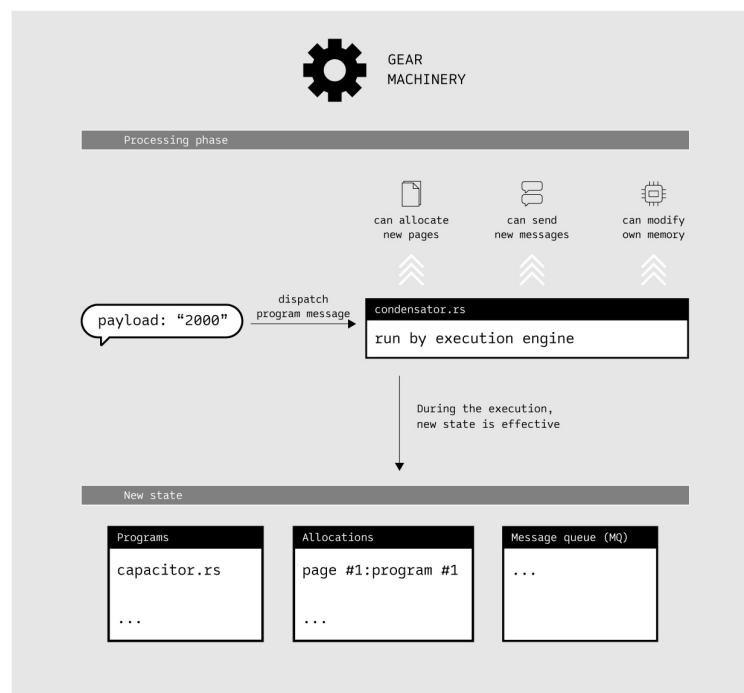 GEAR
MACHINERY
Processing phase
can allocate
new pages
can send
new messages
can modify
own memory
payload: “2000”
dispatch
program message
condensator.rs
run by execution engine
During the execution,
new state is effective
New state
Programs
capacitor.rs
...
Allocations
page #1:program #1
...
Message queue (MQ)
...